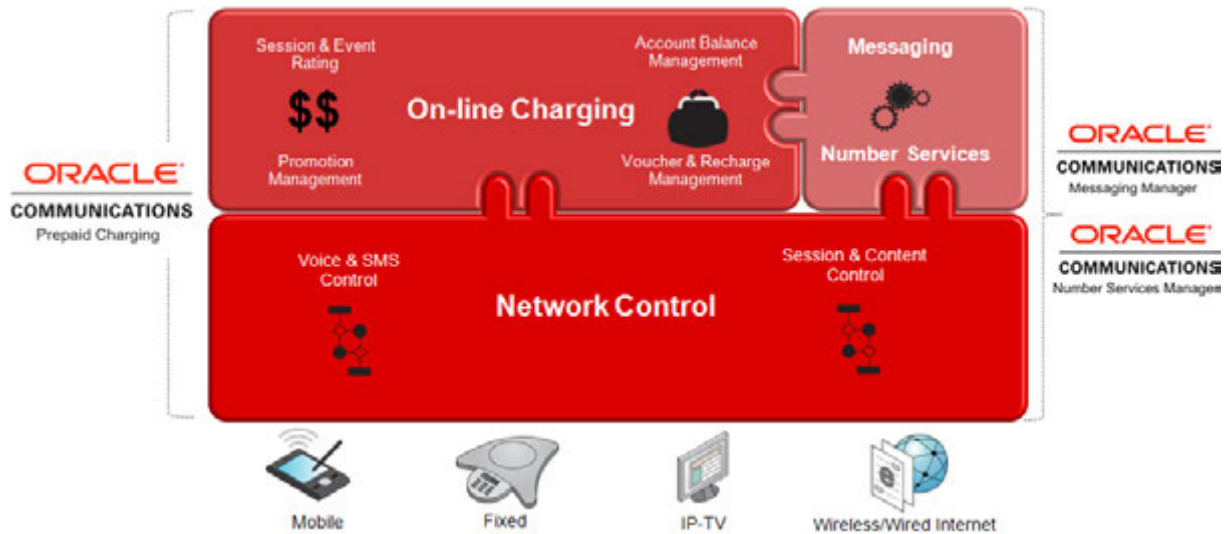 Session & Event
Rating
$$
Promotion
Management
On-line Charging
Account Balance
Management
Voucher & Recharge
Management
Messaging
Number Services
ORACLE
COMMUNICATIONS
Prepaid Charging
ORACLE
COMMUNICATIONS
Messaging Manager
ORACLE
COMMUNICATIONS
Number Services Manage
Voice & SMS
Control
Network Control
Session & Content
Control
Mobile
Fixed
IP-TV
Wireless/Wired Internet